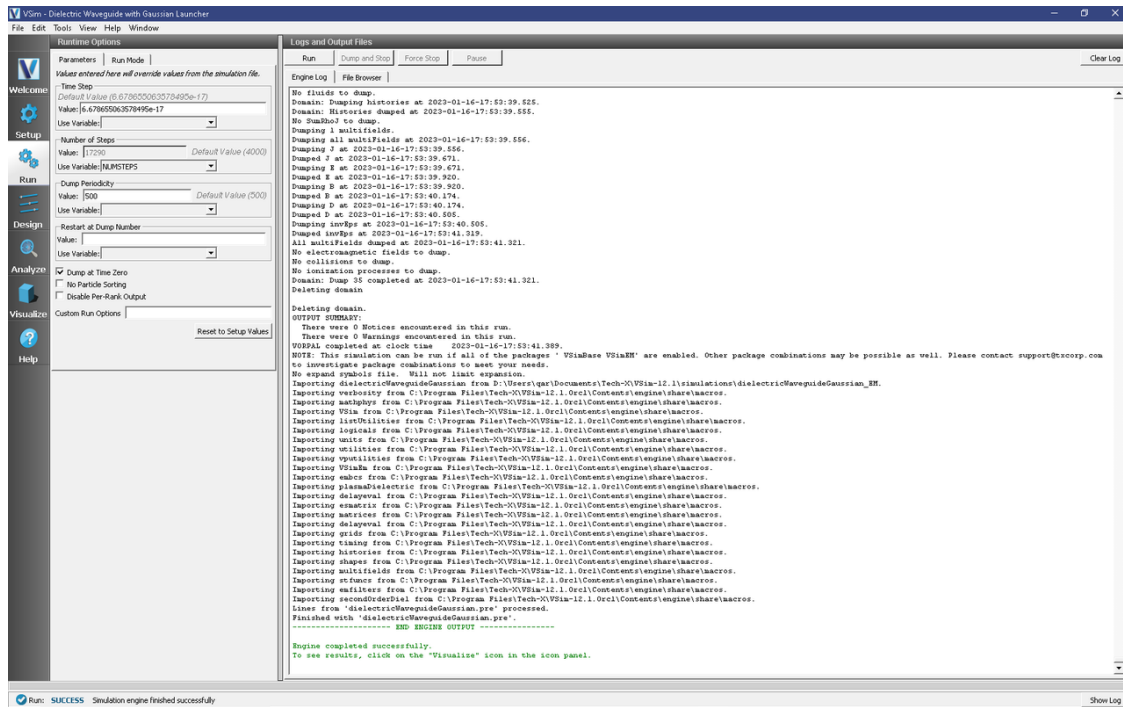 VSim - Dielectric Waveguide with Gaussian Launcher
File Edit Tools View Help Window
Welcome
Setup
Run
Design
Analyze
Visualize
Help
Runtime Options
Parameters
Run Mode
Values entered here will override values from the simulation file.
Time Step
Default Value (6.678655063578495e-17)
Value: 6.678655063578495e-17
Use Variable:
Number of Steps
Value: 17290 Default Value (4000)
Use Variable: NUMSTEPS
Dump Periodicity
Value: 500 Default Value (500)
Use Variable:
Restart at Dump Number
Value:
Use Variable:
Dump at Time Zero
No Particle Sorting
Disable Per-Rank Output
Custom Run Options
Reset to Setup Values
Logs and Output Files
Run Dump and Stop Force Stop Pause Clear Log
Engine Log File Browser
No fluids to dump.
Domain: Dumping histories at 2023-01-16-17:53:39.525.
Domain: Histories dumped at 2023-01-16-17:53:39.555.
No SumRhoJ to dump.
Dumping 1 multifields.
Dumping all multiFields at 2023-01-16-17:53:39.556.
Dumping J at 2023-01-16-17:53:39.556.
Dumped J at 2023-01-16-17:53:39.671.
Dumping E at 2023-01-16-17:53:39.671.
Dumped E at 2023-01-16-17:53:39.920.
Dumping B at 2023-01-16-17:53:39.920.
Dumped B at 2023-01-16-17:53:40.174.
Dumping D at 2023-01-16-17:53:40.174.
Dumped D at 2023-01-16-17:53:40.505.
Dumping invEps at 2023-01-16-17:53:40.505.
Dumped invEps at 2023-01-16-17:53:41.319.
All multiFields dumped at 2023-01-16-17:53:41.321.
No electromagnetic fields to dump.
No collisions to dump.
No ionization processes to dump.
Domain: Dump 35 completed at 2023-01-16-17:53:41.321.
Deleting domain
Deleting domain.
OUTPUT SUMMARY:
There were 0 Notices encountered in this run.
There were 0 Warnings encountered in this run.
VORPAL completed at clock time 2023-01-16-17:53:41.389.
NOTE: This simulation can be run if all of the packages ' VSimBase VSimEM' are enabled. Other package combinations may be possible as well. Please contact support@txcorp.com
to investigate package combinations to meet your needs.
No expand symbols file. Will not limit expansion.
Importing dielectricWaveguideGaussian from D:\Users\qar\Documents\Tech-X\VSim-12.1\simulations\dielectricWaveguideGaussian_EM.
Importing verbosity from C:\Program Files\Tech-X\VSim-12.1.0rc1\Contents\engine\share\macros.
Importing mathphys from C:\Program Files\Tech-X\VSim-12.1.0rc1\Contents\engine\share\macros.
Importing VSim from C:\Program Files\Tech-X\VSim-12.1.0rc1\Contents\engine\share\macros.
Importing listUtilities from C:\Program Files\Tech-X\VSim-12.1.0rc1\Contents\engine\share\macros.
Importing logicals from C:\Program Files\Tech-X\VSim-12.1.0rc1\Contents\engine\share\macros.
Importing units from C:\Program Files\Tech-X\VSim-12.1.0rc1\Contents\engine\share\macros.
Importing utilities from C:\Program Files\Tech-X\VSim-12.1.0rc1\Contents\engine\share\macros.
Importing vputilities from C:\Program Files\Tech-X\VSim-12.1.0rc1\Contents\engine\share\macros.
Importing VSimEm from C:\Program Files\Tech-X\VSim-12.1.0rc1\Contents\engine\share\macros.
Importing embcs from C:\Program Files\Tech-X\VSim-12.1.0rc1\Contents\engine\share\macros.
Importing plasmaDielectric from C:\Program Files\Tech-X\VSim-12.1.0rc1\Contents\engine\share\macros.
Importing delayeval from C:\Program Files\Tech-X\VSim-12.1.0rc1\Contents\engine\share\macros.
Importing esmatrix from C:\Program Files\Tech-X\VSim-12.1.0rc1\Contents\engine\share\macros.
Importing matrices from C:\Program Files\Tech-X\VSim-12.1.0rc1\Contents\engine\share\macros.
Importing delayeval from C:\Program Files\Tech-X\VSim-12.1.0rc1\Contents\engine\share\macros.
Importing grids from C:\Program Files\Tech-X\VSim-12.1.0rc1\Contents\engine\share\macros.
Importing timing from C:\Program Files\Tech-X\VSim-12.1.0rc1\Contents\engine\share\macros.
Importing histories from C:\Program Files\Tech-X\VSim-12.1.0rc1\Contents\engine\share\macros.
Importing shapes from C:\Program Files\Tech-X\VSim-12.1.0rc1\Contents\engine\share\macros.
Importing multifields from C:\Program Files\Tech-X\VSim-12.1.0rc1\Contents\engine\share\macros.
Importing stfuncs from C:\Program Files\Tech-X\VSim-12.1.0rc1\Contents\engine\share\macros.
Importing emfilters from C:\Program Files\Tech-X\VSim-12.1.0rc1\Contents\engine\share\macros.
Importing secondOrderDiel from C:\Program Files\Tech-X\VSim-12.1.0rc1\Contents\engine\share\macros.
Lines from 'dielectricWaveguideGaussian.pre' processed.
Finished with 'dielectricWaveguideGaussian.pre'.
-------------------- END ENGINE OUTPUT ----------------
Engine completed successfully.
To see results, click on the "Visualize" icon in the icon panel.
Run: SUCCESS Simulation engine finished successfully
Show Log